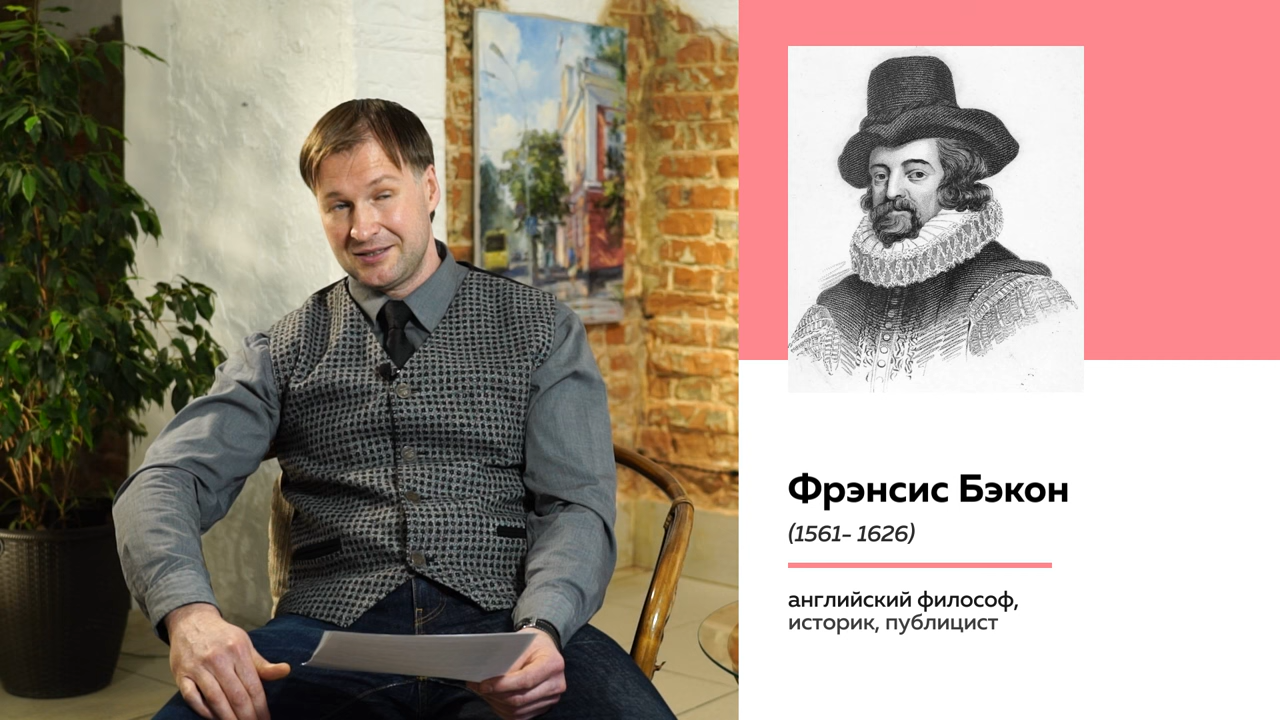 Фрэнсис Бэкон
(1561- 1626)
английский философ,
историк, публицист